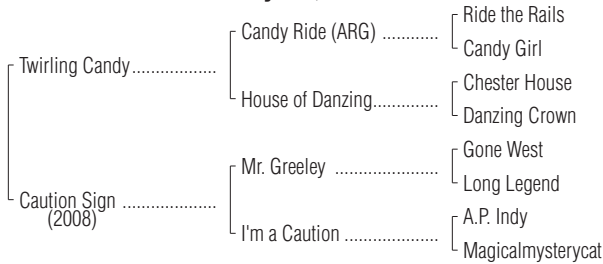 Ride the Rails
Candy Ride (ARG) ............
Candy Girl
Twirling Candy..................
Chester House
House of Danzing..............
Danzing Crown
Gone West
Mr. Greeley ......................
Long Legend
Caution Sign ....................
(2008)
A.P. Indy
I'm a Caution ....................
Magicalmysterycat